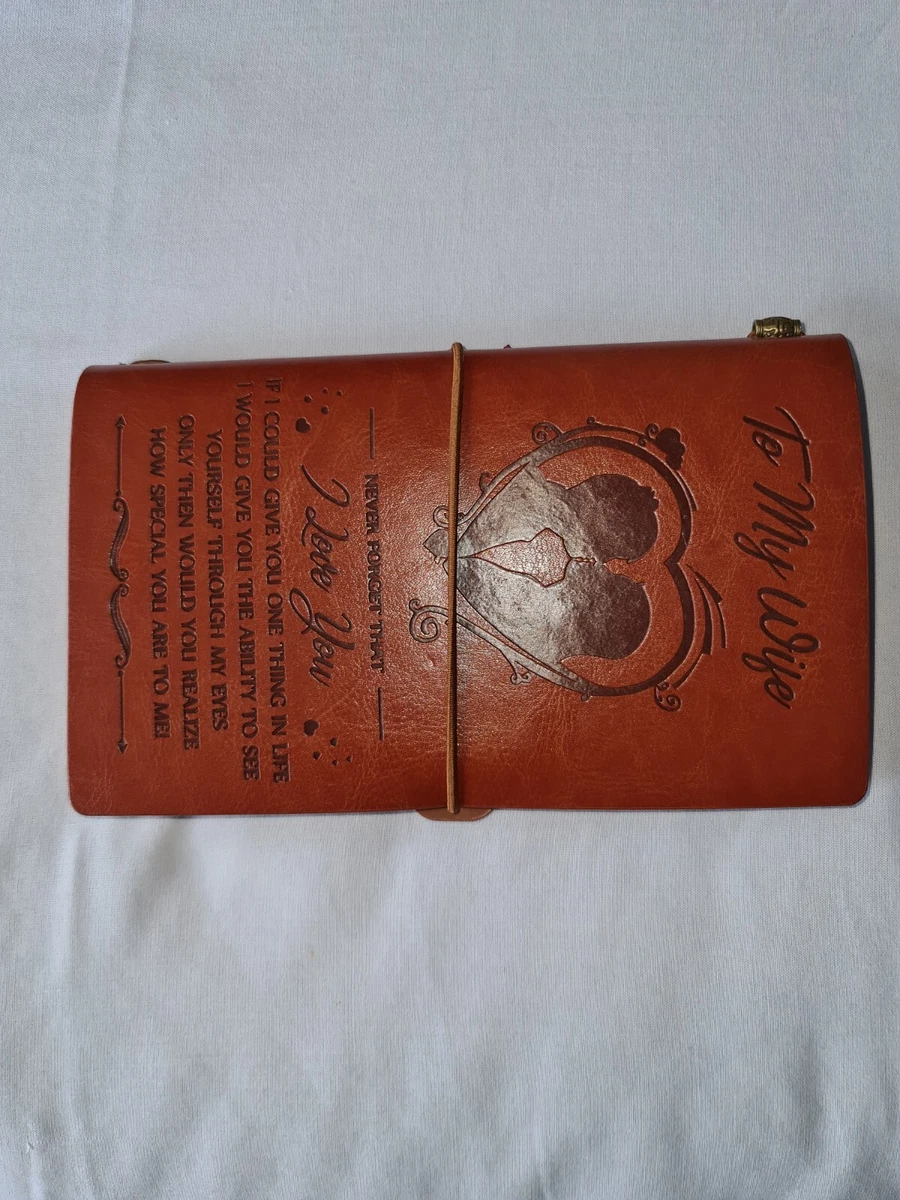 To My Wife
NEVER FORGET THAT
I Love You
IF I COULD GIVE YOU ONE THING IN LIFE
I WOULD GIVE YOU THE ABILITY TO SEE
YOURSELF THROUGH MY EYES
ONLY THEN WOULD YOU REALIZE
HOW SPECIAL YOU ARE TO ME!